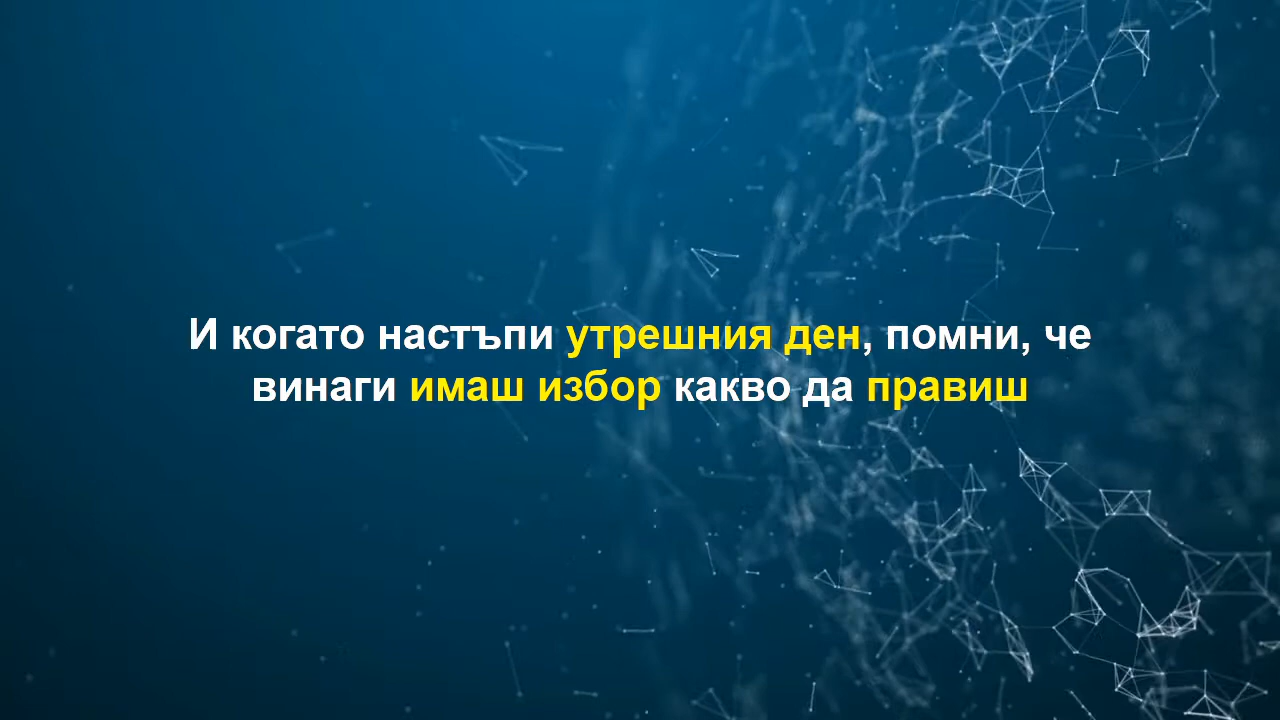 И когато настъпи утрешния ден, помни, че
винаги имаш избор какво да правиш